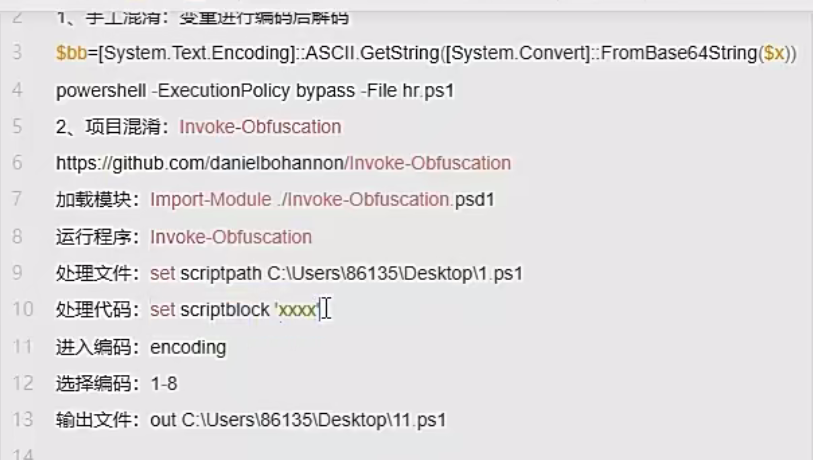 2 1、手工混淆：变量进行编码后解码
3 $bb=[System.Text.Encoding]::ASCII.GetString([System.Convert]::FromBase64String($x))
4 powershell -ExecutionPolicy bypass -File hr.ps1
5 2、项目混淆：Invoke-Obfuscation
6 https://github.com/danielbohannon/Invoke-Obfuscation
7 加载模块：Import-Module ./Invoke-Obfuscation.psd1
8 运行程序：Invoke-Obfuscation
9 处理文件：set scriptpath C:\Users\86135\Desktop\1.ps1
10 处理代码：set scriptblock 'xxxx'
11 进入编码：encoding
12 选择编码：1-8
13 输出文件：out C:\Users\86135\Desktop\11.ps1
14